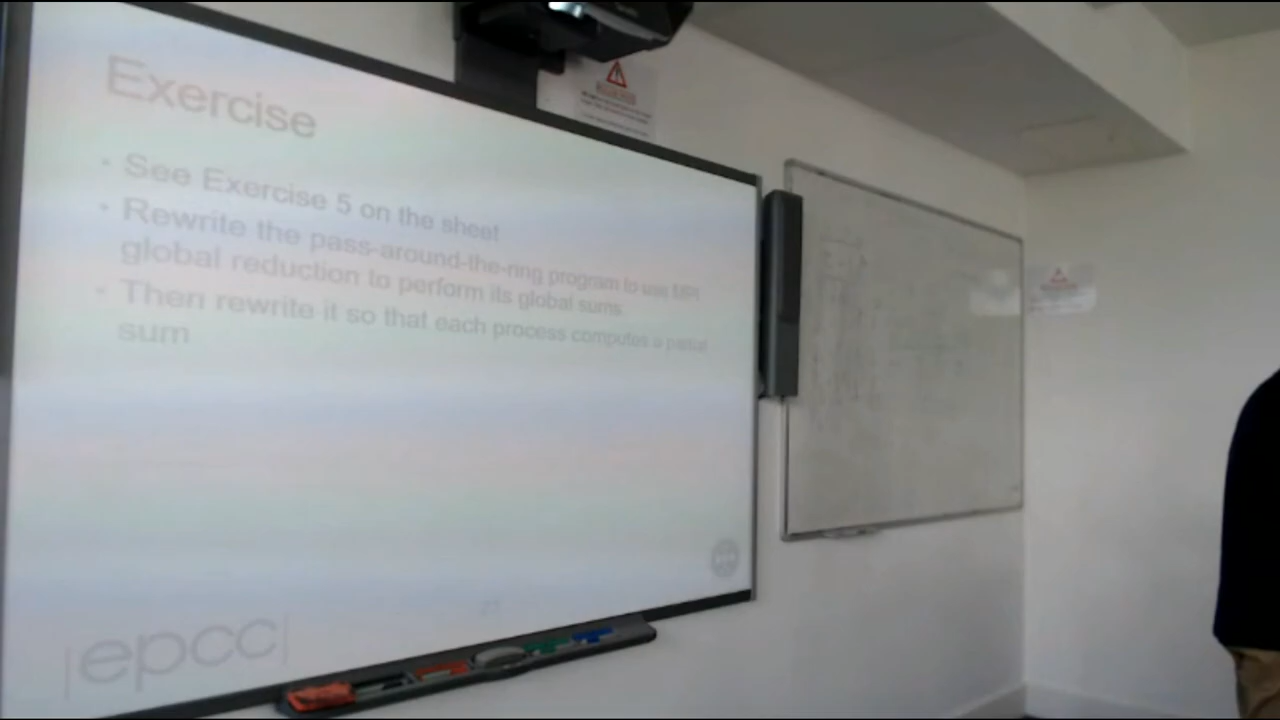 Exercise
• See Exercise 5 on the sheet
• Rewrite the pass-around-the-ring program to use MPI
global reduction to perform its global sums
• Then rewrite it so that each process computes a partial
sum
|epcc|